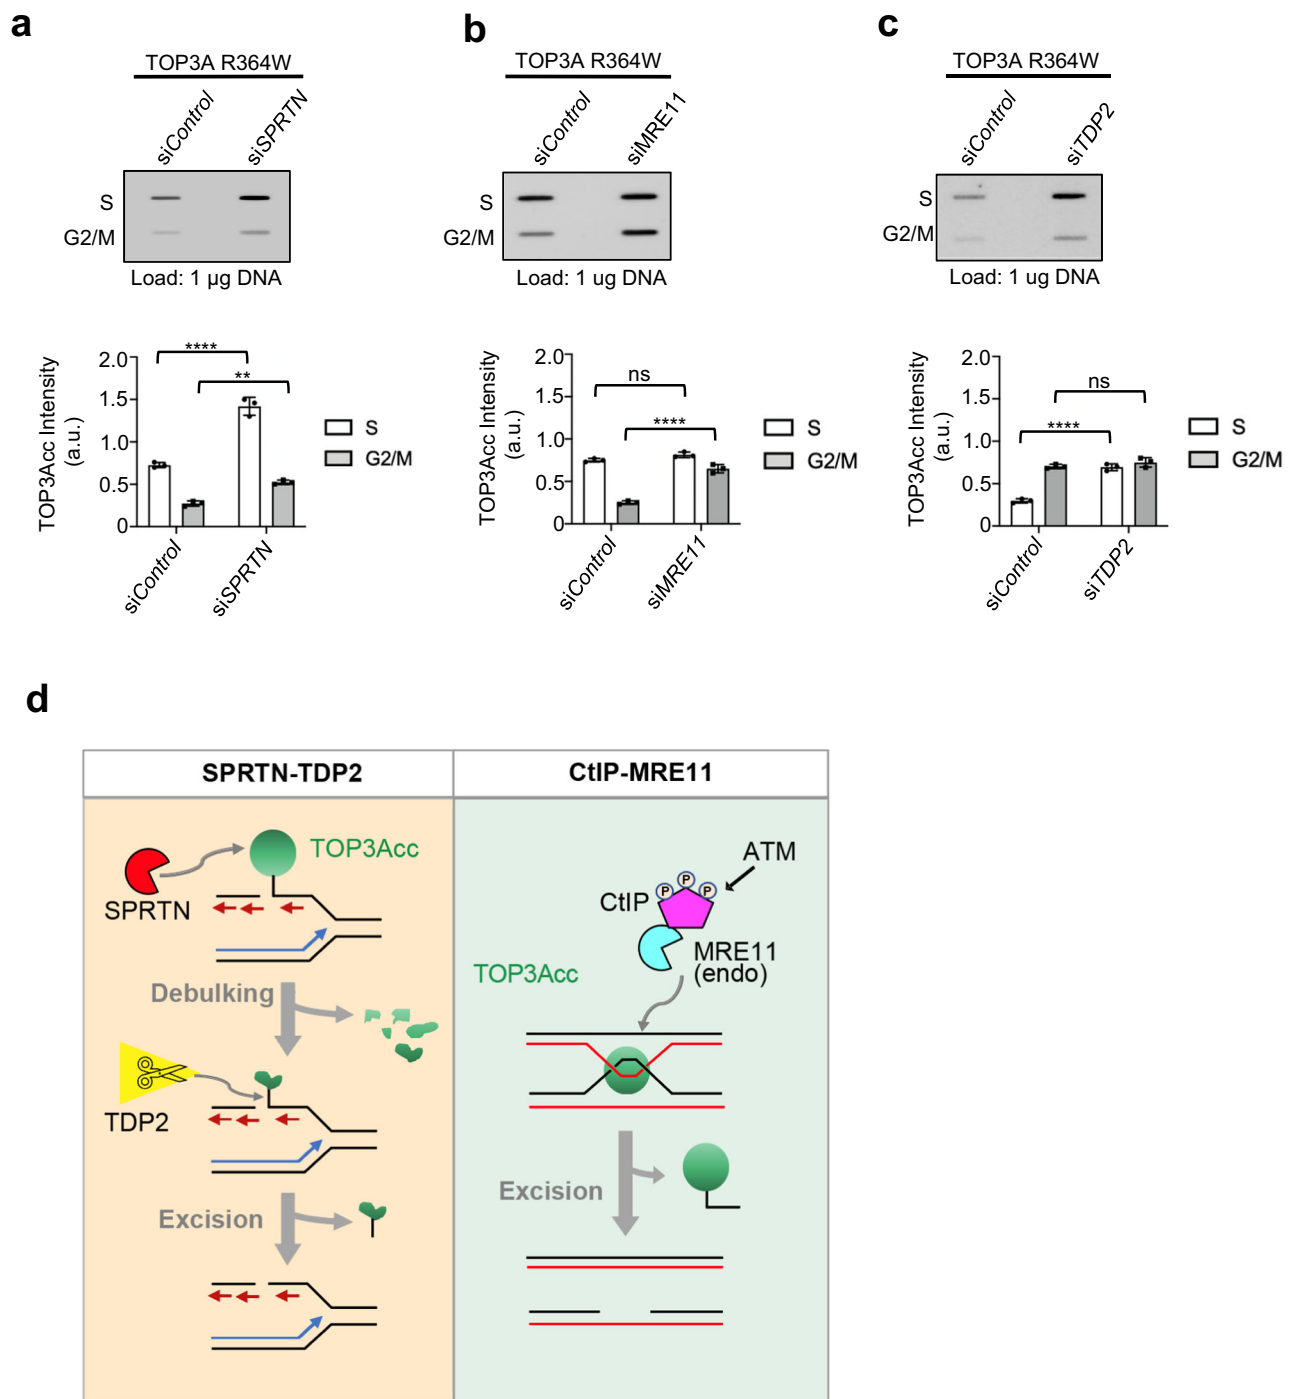 a
TOP3A R364W
siControl
siSPRTN
S
G2/M
Load: 1 µg DNA
TOP3Acc Intensity
(a.u.)
2.0
1.5
1.0
0.5
0
****
**
S
G2/M
siControl
siSPRTN
b
TOP3A R364W
siControl
siMRE11
S
G2/M
Load: 1 ug DNA
TOP3Acc Intensity
(a.u.)
2.0
1.5
1.0
0.5
0
ns
****
S
G2/M
siControl
siMRE11
c
TOP3A R364W
siControl
siTDP2
S
G2/M
Load: 1 ug DNA
TOP3Acc Intensity
(a.u.)
2.0
1.5
1.0
0.5
0
ns
****
S
G2/M
siControl
siTDP2
d
SPRTN-TDP2
TOP3Acc
SPRTN
Debulking
TDP2
Excision
CtIP-MRE11
ATM
P
P
P
CtIP
MRE11
(endo)
TOP3Acc
Excision